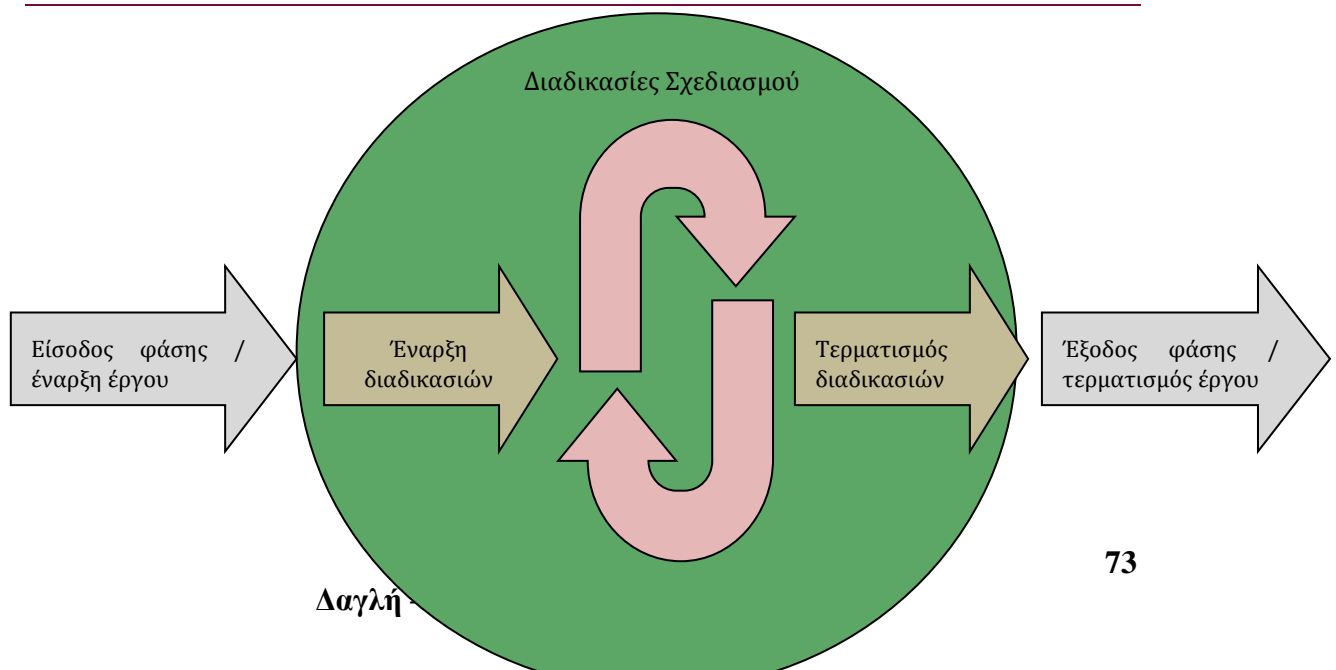 Διαδικασίες Σχεδιασμού
Είσοδος φάσης /
έναρξη έργου
Έναρξη
διαδικασιών
Τερματισμός
διαδικασιών
Έξοδος φάσης /
τερματισμός έργου
73
Δαγλή